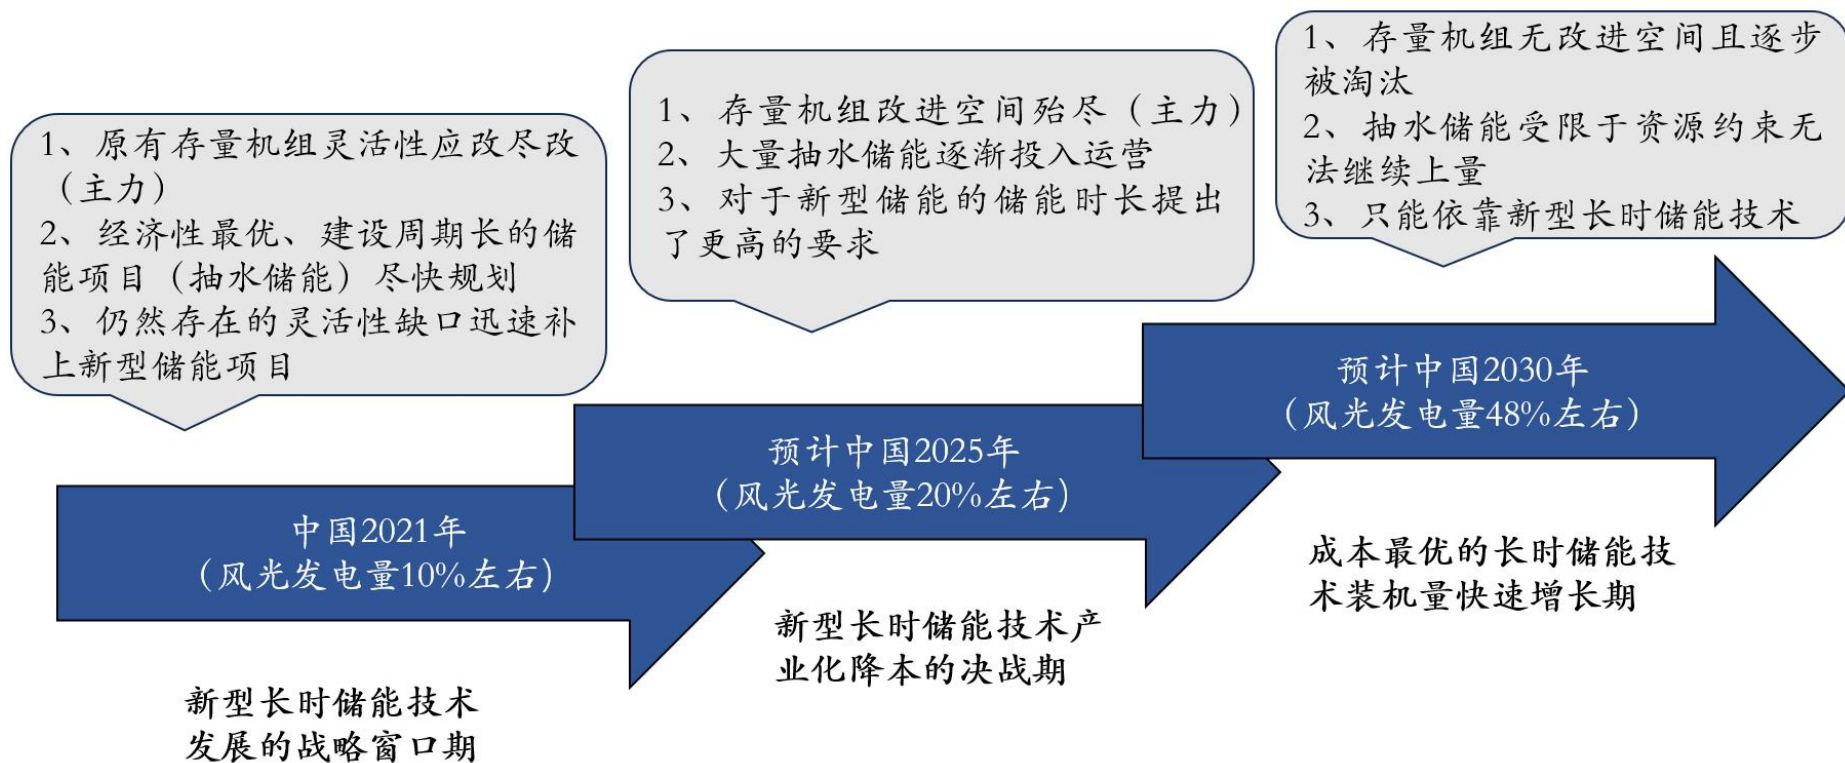 1、原有存量机组灵活性应改尽改
（主力）
2、经济性最优、建设周期长的储
能项目（抽水储能）尽快规划
3、仍然存在的灵活性缺口迅速补
上新型储能项目
1、存量机组改进空间殆尽（主力）
2、大量抽水储能逐渐投入运营
3、对于新型储能的储能时长提出
了更高的要求
1、存量机组无改进空间且逐步
被淘汰
2、抽水储能受限于资源约束无
法继续上量
3、只能依靠新型长时储能技术
中国2021年
（风光发电量10%左右）
预计中国2025年
（风光发电量20%左右）
预计中国2030年
（风光发电量48%左右）
新型长时储能技术
发展的战略窗口期
新型长时储能技术产
业化降本的决战期
成本最优的长时储能技
术装机量快速增长期